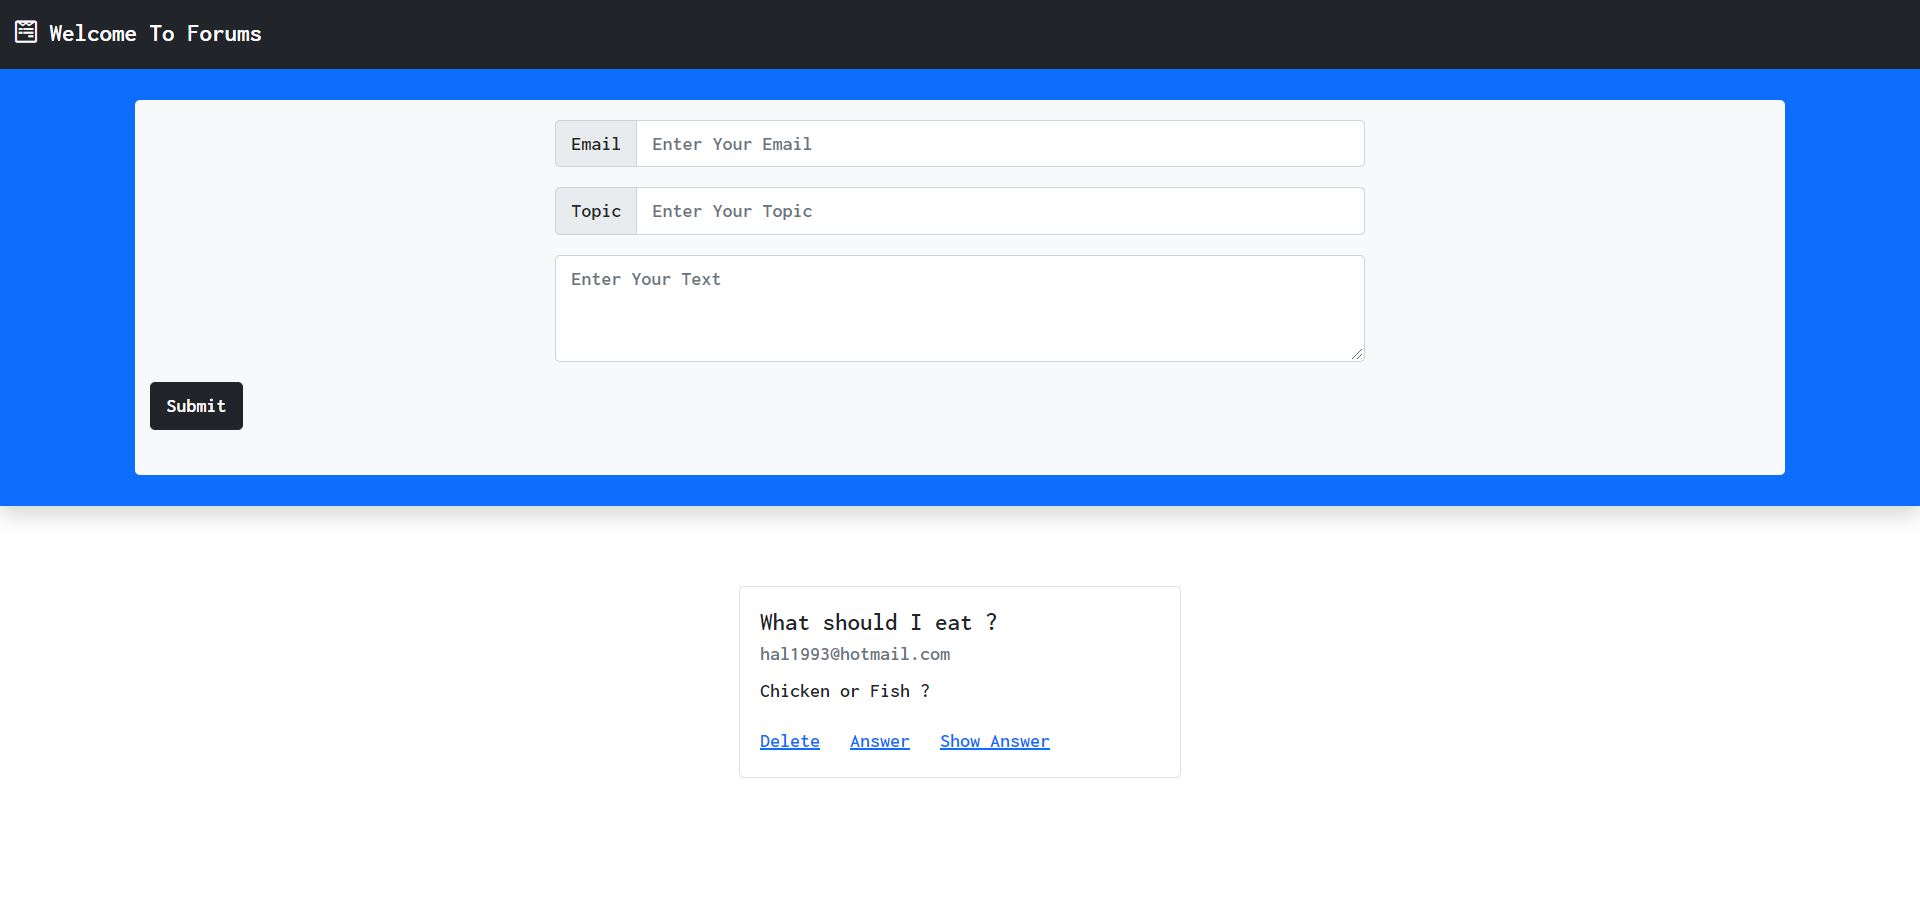 Welcome To Forums
Email Enter Your Email
Topic Enter Your Topic
Enter Your Text
Submit
What should I eat ?
hal1993@hotmail.com
Chicken or Fish ?
Delete Answer Show Answer